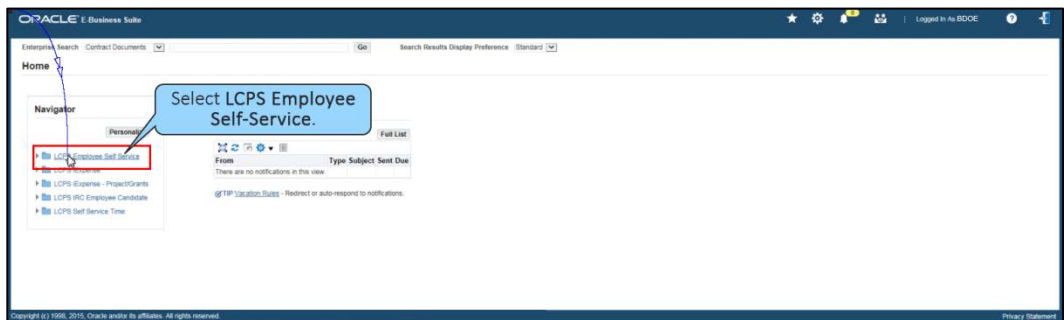 ORACLE E-Business Suite
Logged In As BDOE
Enterprise Search Contract Documents Go Search Results Display Preference Standard
Home
Select LCPS Employee
Self-Service.
Navigator
Full List
LCPS Employee Self Service
From Type Subject Sent Due
There are no notifications in this view.
LCPS iExpense - Project/Grants
TIP Vacation Rules - Redirect or auto-respond to notifications.
LCPS IRC Employee Candidate
LCPS Self Service Time
Copyright (c) 1998, 2015, Oracle and/or its affiliates. All rights reserved.
Privacy Statement